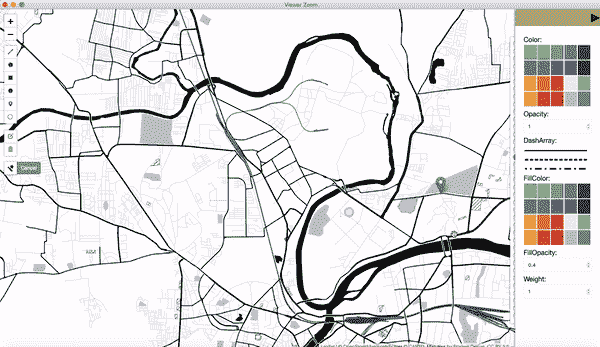 Viewer Zoom
+
−
Color:
Opacity:
1
DashArray:
FillColor:
FillOpacity:
0.4
Weight:
1